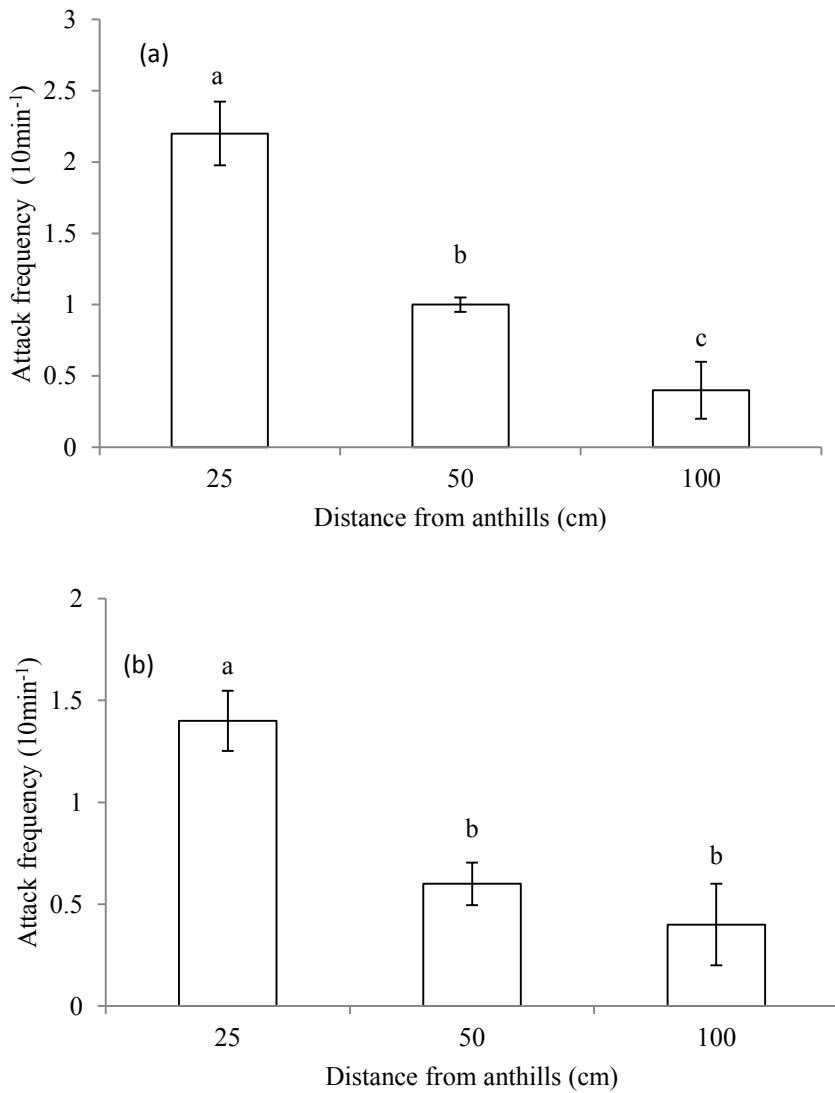 (a)
3
2.5
2
1.5
1
0.5
0
a
b
c
25 50 100
Distance from anthills (cm)
Attack frequency (10min⁻¹)
(b)
2
1.5
1
0.5
0
a
b
b
25 50 100
Distance from anthills (cm)
Attack frequency (10min⁻¹)